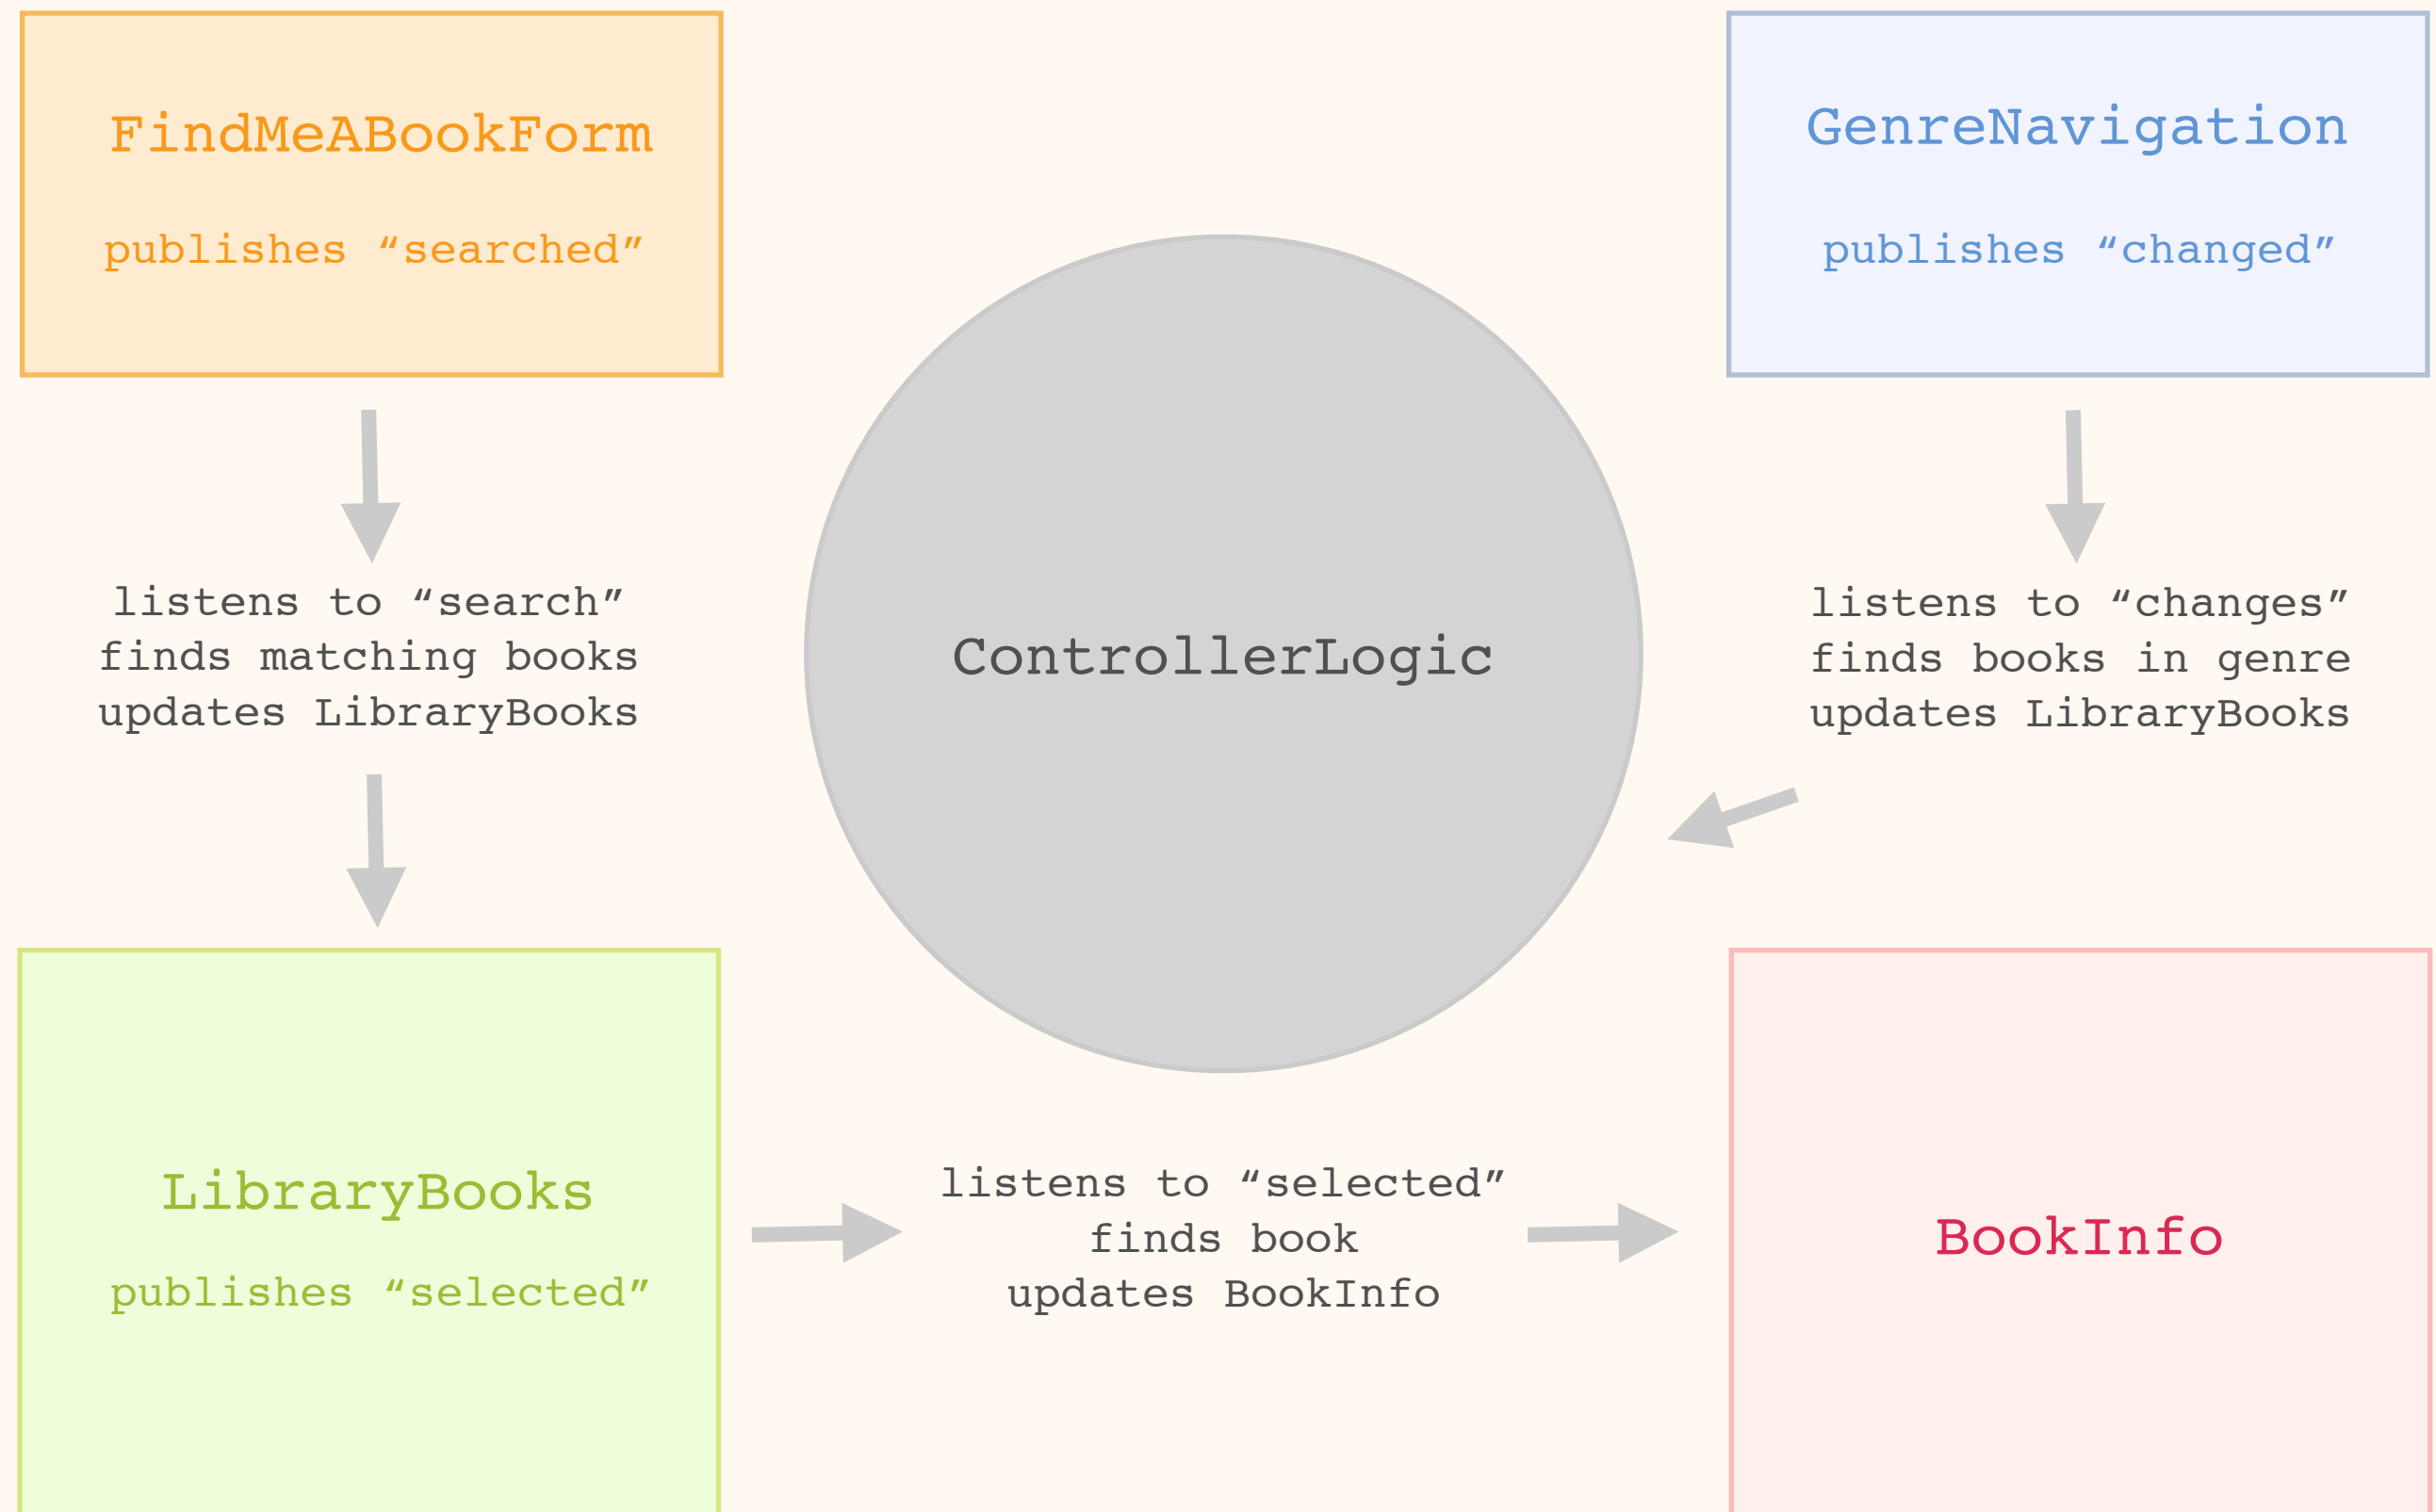 FindMeABookForm
publishes “searched”
GenreNavigation
publishes “changed”
ControllerLogic
listens to “search”
finds matching books
updates LibraryBooks
listens to “changes”
finds books in genre
updates LibraryBooks
LibraryBooks
publishes “selected”
listens to “selected”
finds book
updates BookInfo
BookInfo